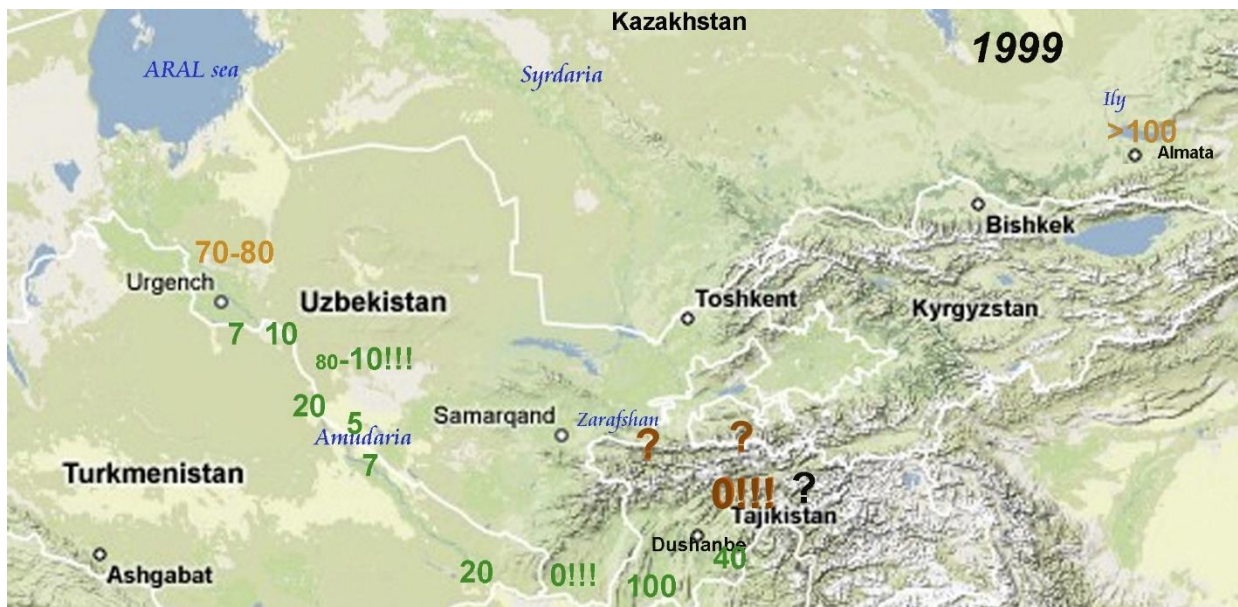 Kazakhstan
1999
ARAL sea
Syrdaria
Ily
>100
Almata
Bishkek
70-80
Urgench
Uzbekistan
Toshkent
Kyrgyzstan
7
10
80-10!!!
20
5
Samarqand
Zarafshan
Amudaria
?
?
7
Turkmenistan
0!!!
?
Tajikistan
Dushanbe
40
Ashgabat
20
0!!!
100